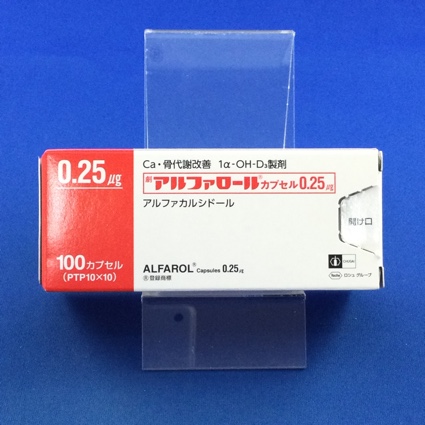 0.25μg
100カプセル
(PTP10×10)
Ca・骨代謝改善 1α-OH-D₃製剤
劇 アルファロール®カプセル0.25μg
アルファカルシドール
ALFAROL® Capsules 0.25μg
®登録商標
開け口
CHUGAI
Roche ロシュ グループ